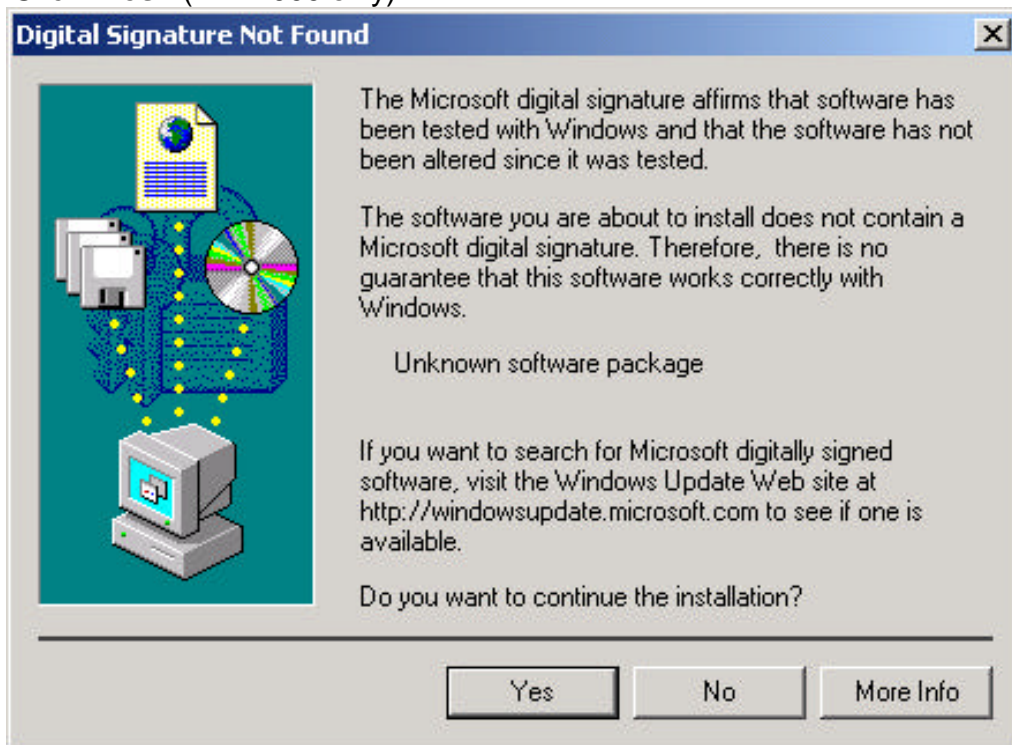 Digital Signature Not Found
The Microsoft digital signature affirms that software has
been tested with Windows and that the software has not
been altered since it was tested.
The software you are about to install does not contain a
Microsoft digital signature. Therefore, there is no
guarantee that this software works correctly with
Windows.
Unknown software package
If you want to search for Microsoft digitally signed
software, visit the Windows Update Web site at
http://windowsupdate.microsoft.com to see if one is
available.
Do you want to continue the installation?
Yes
No
More Info